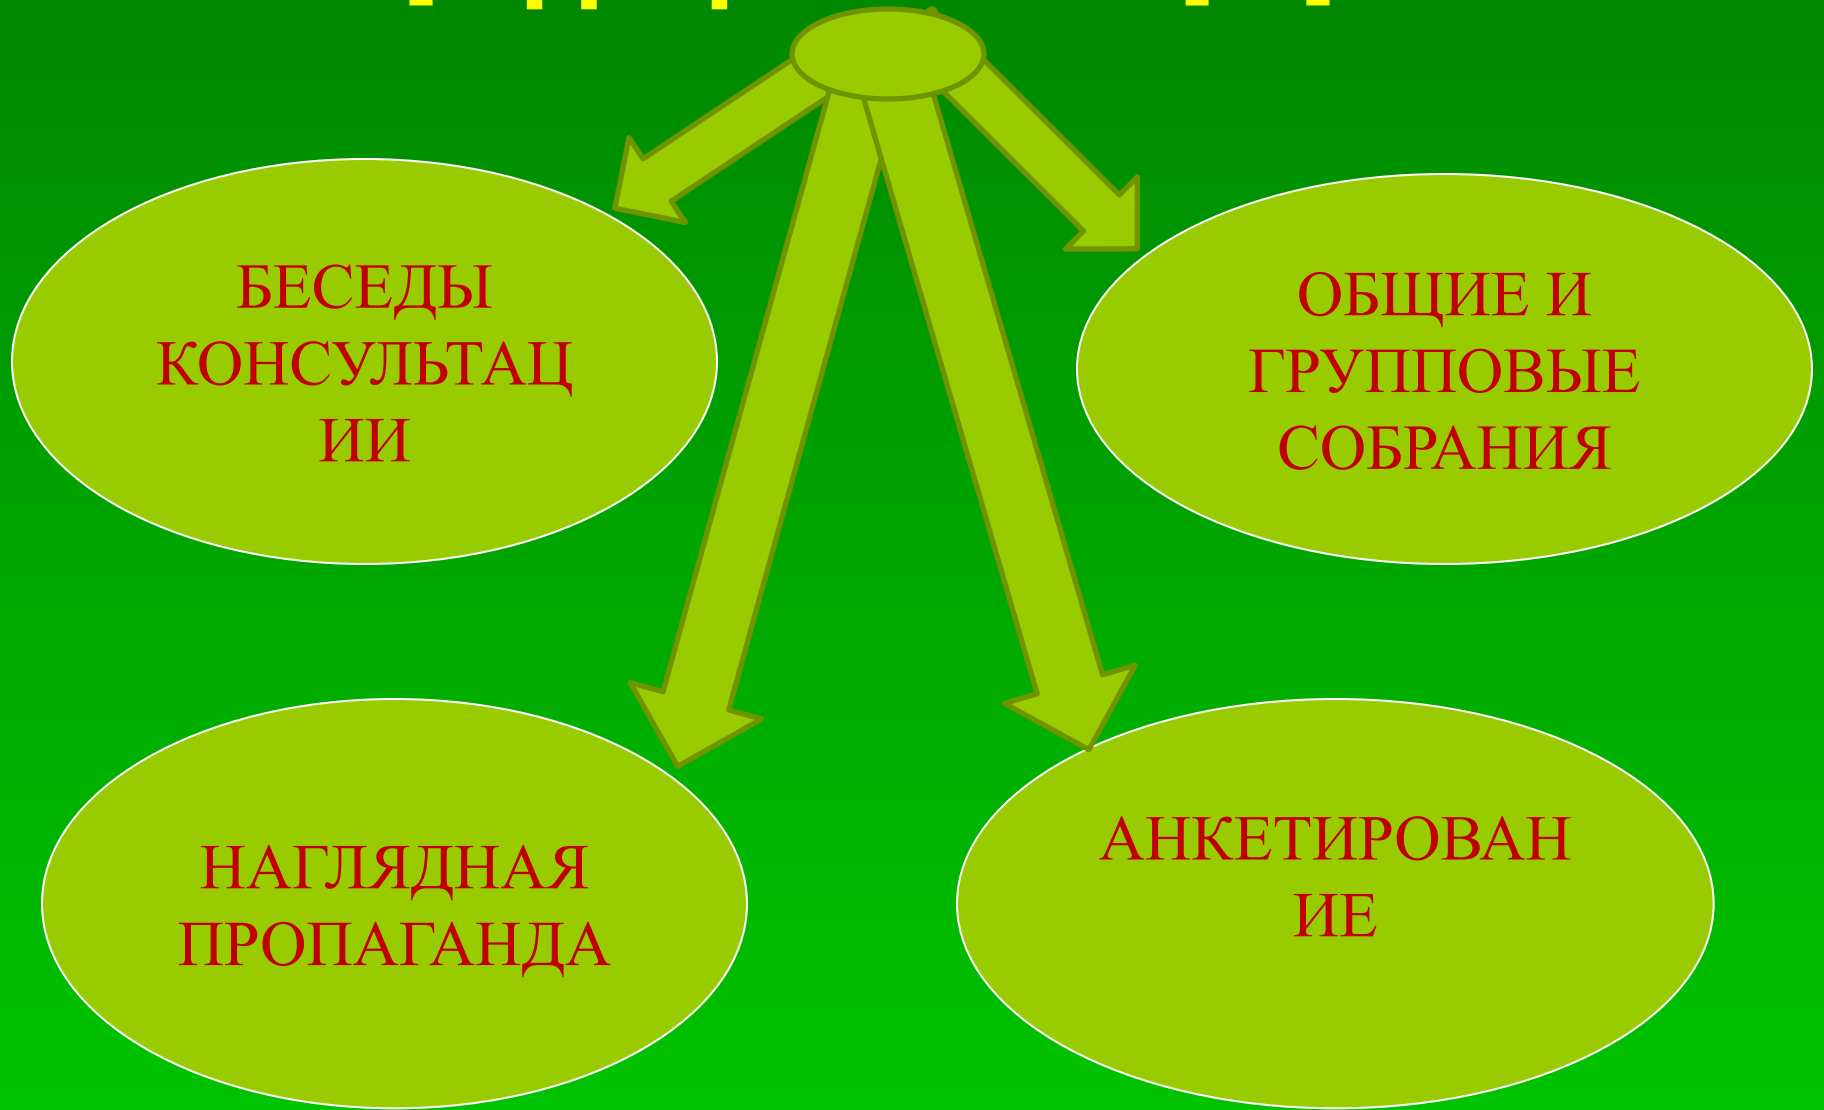 БЕСЕДЫ
КОНСУЛЬТАЦ
ИИ
ОБЩИЕ И
ГРУППОВЫЕ
СОБРАНИЯ
НАГЛЯДНАЯ
ПРОПАГАНДА
АНКЕТИРОВАН
ИЕ